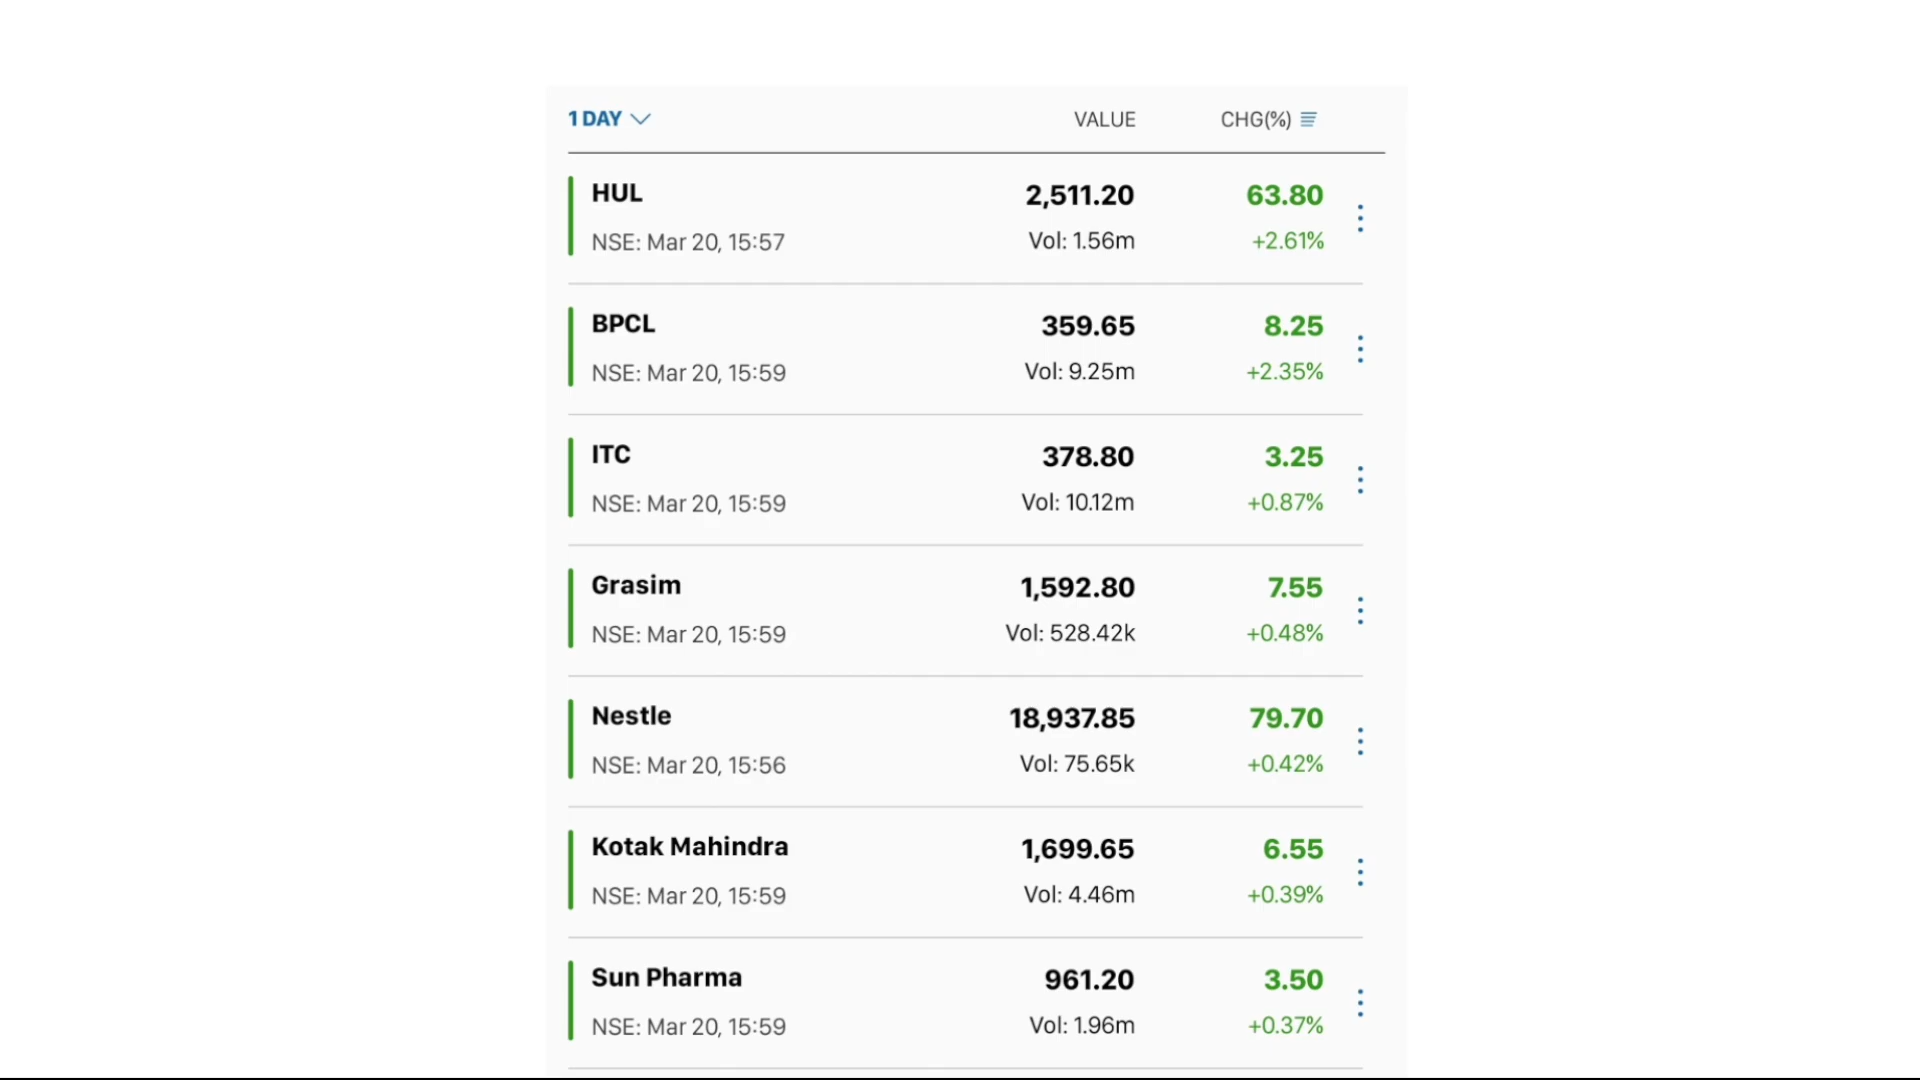 1 DAY VALUE CHG(%)
HUL 2,511.20 63.80
NSE: Mar 20, 15:57 Vol: 1.56m +2.61%
BPCL 359.65 8.25
NSE: Mar 20, 15:59 Vol: 9.25m +2.35%
ITC 378.80 3.25
NSE: Mar 20, 15:59 Vol: 10.12m +0.87%
Grasim 1,592.80 7.55
NSE: Mar 20, 15:59 Vol: 528.42k +0.48%
Nestle 18,937.85 79.70
NSE: Mar 20, 15:56 Vol: 75.65k +0.42%
Kotak Mahindra 1,699.65 6.55
NSE: Mar 20, 15:59 Vol: 4.46m +0.39%
Sun Pharma 961.20 3.50
NSE: Mar 20, 15:59 Vol: 1.96m +0.37%